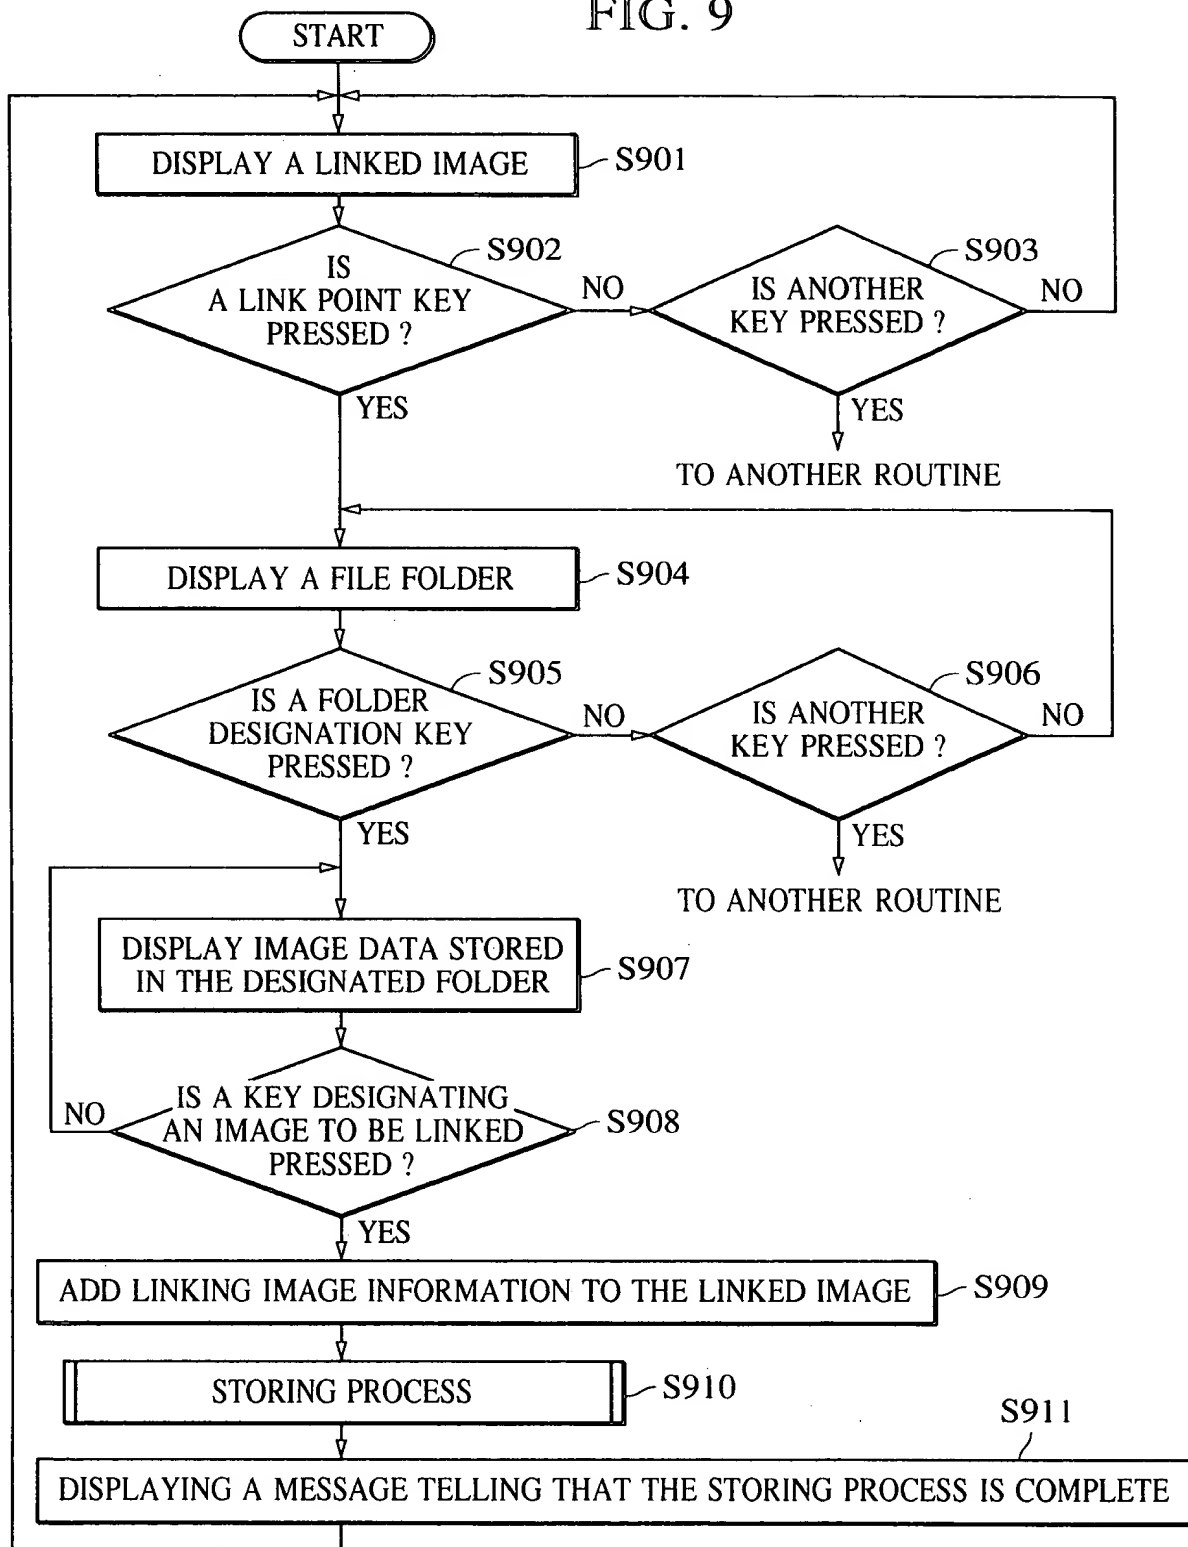 FIG. 9
START
DISPLAY A LINKED IMAGE
S901
S902
IS
A LINK POINT KEY
PRESSED ?
NO
YES
S903
IS ANOTHER
KEY PRESSED ?
NO
YES
TO ANOTHER ROUTINE
DISPLAY A FILE FOLDER
S904
S905
IS A FOLDER
DESIGNATION KEY
PRESSED ?
NO
YES
S906
IS ANOTHER
KEY PRESSED ?
NO
YES
TO ANOTHER ROUTINE
DISPLAY IMAGE DATA STORED
IN THE DESIGNATED FOLDER
S907
IS A KEY DESIGNATING
AN IMAGE TO BE LINKED
PRESSED ?
S908
NO
YES
ADD LINKING IMAGE INFORMATION TO THE LINKED IMAGE
S909
STORING PROCESS
S910
S911
DISPLAYING A MESSAGE TELLING THAT THE STORING PROCESS IS COMPLETE